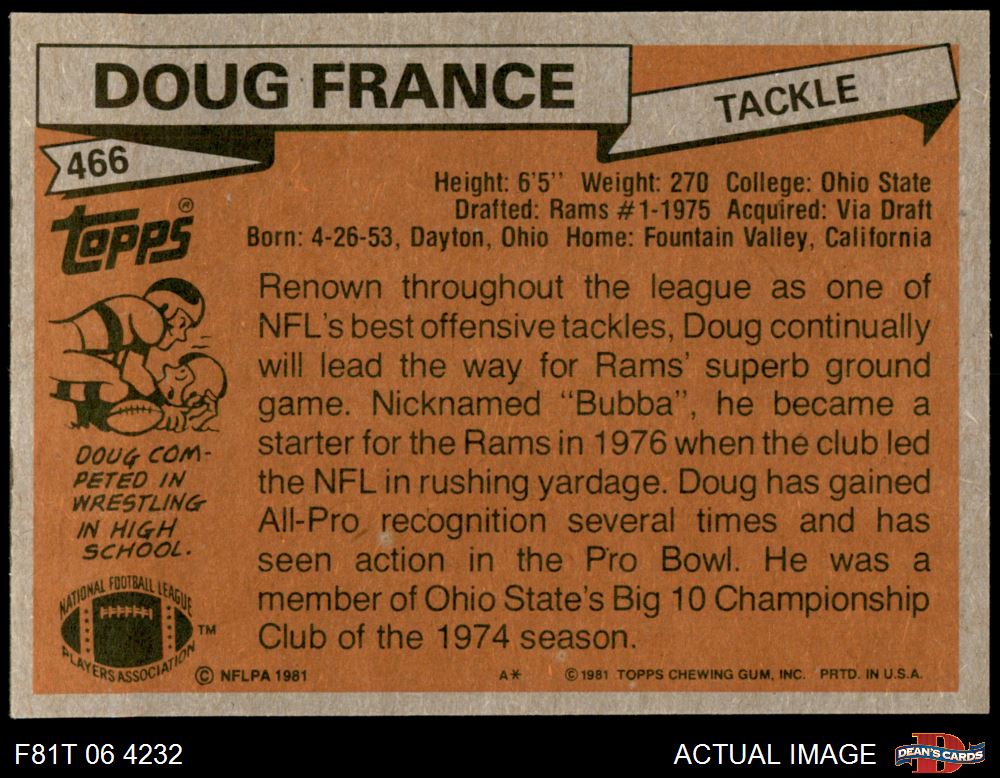 DOUG FRANCE
TACKLE
466
Height: 6'5'' Weight: 270 College: Ohio State
Drafted: Rams #1-1975 Acquired: Via Draft
Born: 4-26-53, Dayton, Ohio Home: Fountain Valley, California
TOPPS®
Renown throughout the league as one of
NFL's best offensive tackles, Doug continually
will lead the way for Rams' superb ground
game. Nicknamed "Bubba", he became a
starter for the Rams in 1976 when the club led
the NFL in rushing yardage. Doug has gained
All-Pro recognition several times and has
seen action in the Pro Bowl. He was a
member of Ohio State's Big 10 Championship
Club of the 1974 season.
DOUG COM-
PETED IN
WRESTLING
IN HIGH
SCHOOL.
NATIONAL FOOTBALL LEAGUE
PLAYERS ASSOCIATION
™
© NFLPA 1981
A*
© 1981 TOPPS CHEWING GUM, INC. PRTD. IN U.S.A.
F81T 06 4232
ACTUAL IMAGE
D
DEAN'S CARDS